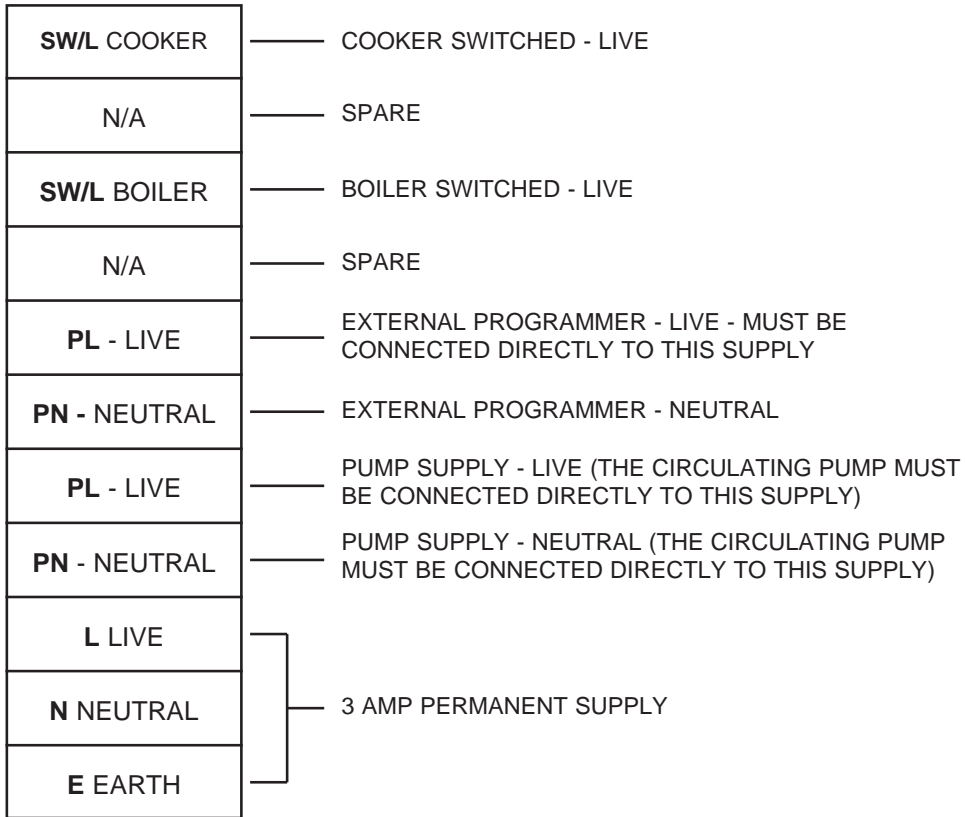 SW/L COOKER
COOKER SWITCHED - LIVE
N/A
SPARE
SW/L BOILER
BOILER SWITCHED - LIVE
N/A
SPARE
PL - LIVE
EXTERNAL PROGRAMMER - LIVE - MUST BE
CONNECTED DIRECTLY TO THIS SUPPLY
PN - NEUTRAL
EXTERNAL PROGRAMMER - NEUTRAL
PL - LIVE
PUMP SUPPLY - LIVE (THE CIRCULATING PUMP MUST
BE CONNECTED DIRECTLY TO THIS SUPPLY)
PN - NEUTRAL
PUMP SUPPLY - NEUTRAL (THE CIRCULATING PUMP
MUST BE CONNECTED DIRECTLY TO THIS SUPPLY)
L LIVE
N NEUTRAL
3 AMP PERMANENT SUPPLY
E EARTH